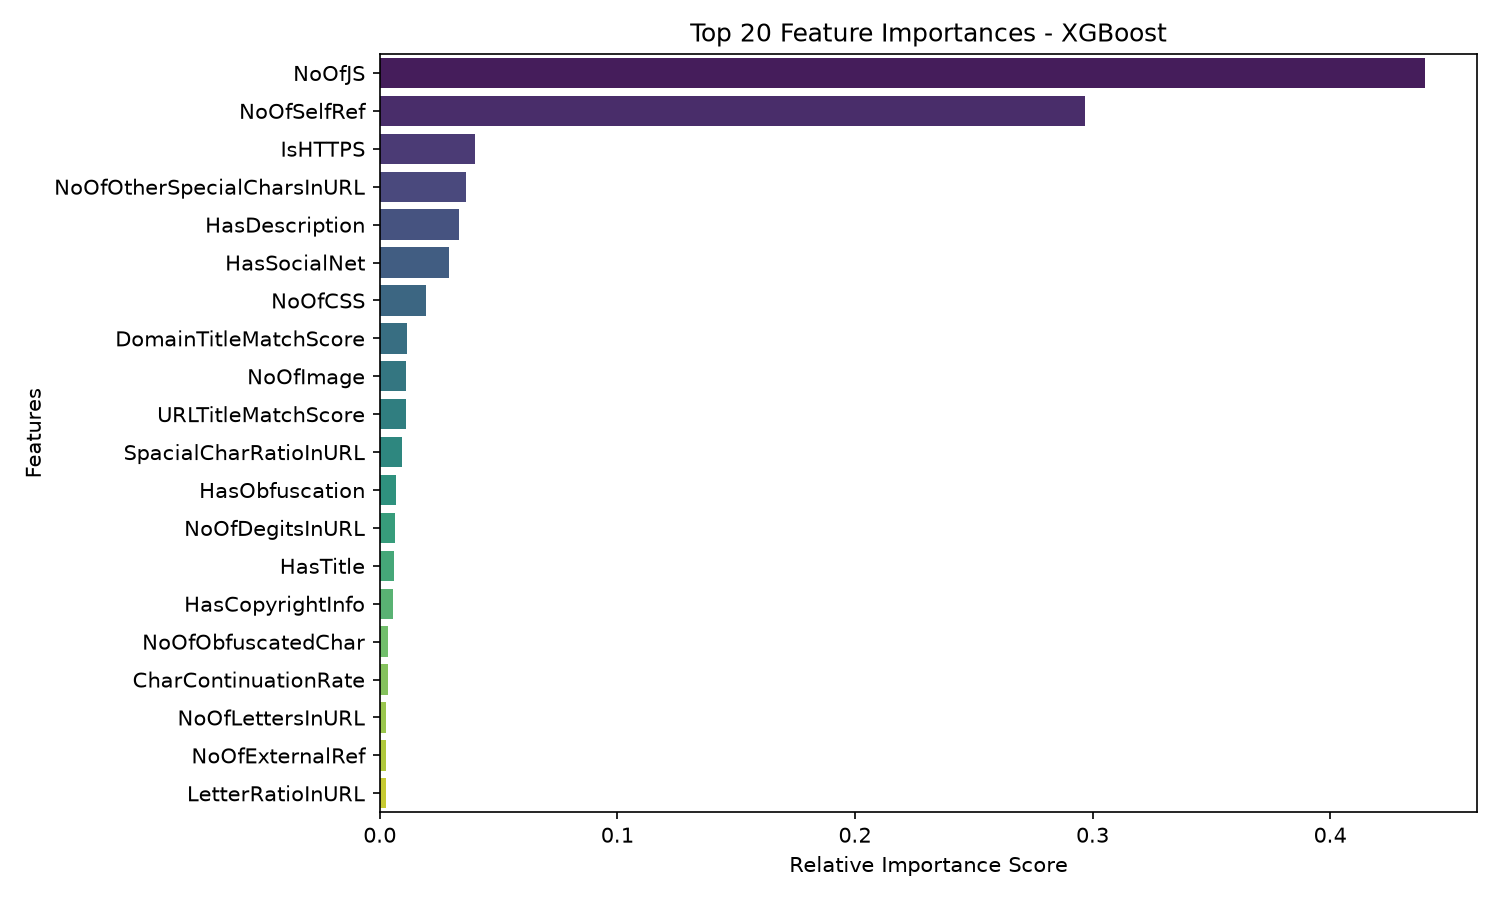 Top 20 Feature Importances - XGBoost
NoOfJS
NoOfSelfRef
IsHTTPS
NoOfOtherSpecialCharsInURL
HasDescription
HasSocialNet
NoOfCSS
DomainTitleMatchScore
NoOfImage
URLTitleMatchScore
SpacialCharRatioInURL
HasObfuscation
NoOfDegitsInURL
HasTitle
HasCopyrightInfo
NoOfObfuscatedChar
CharContinuationRate
NoOfLettersInURL
NoOfExternalRef
LetterRatioInURL
Features
0.0 0.1 0.2 0.3 0.4
Relative Importance Score